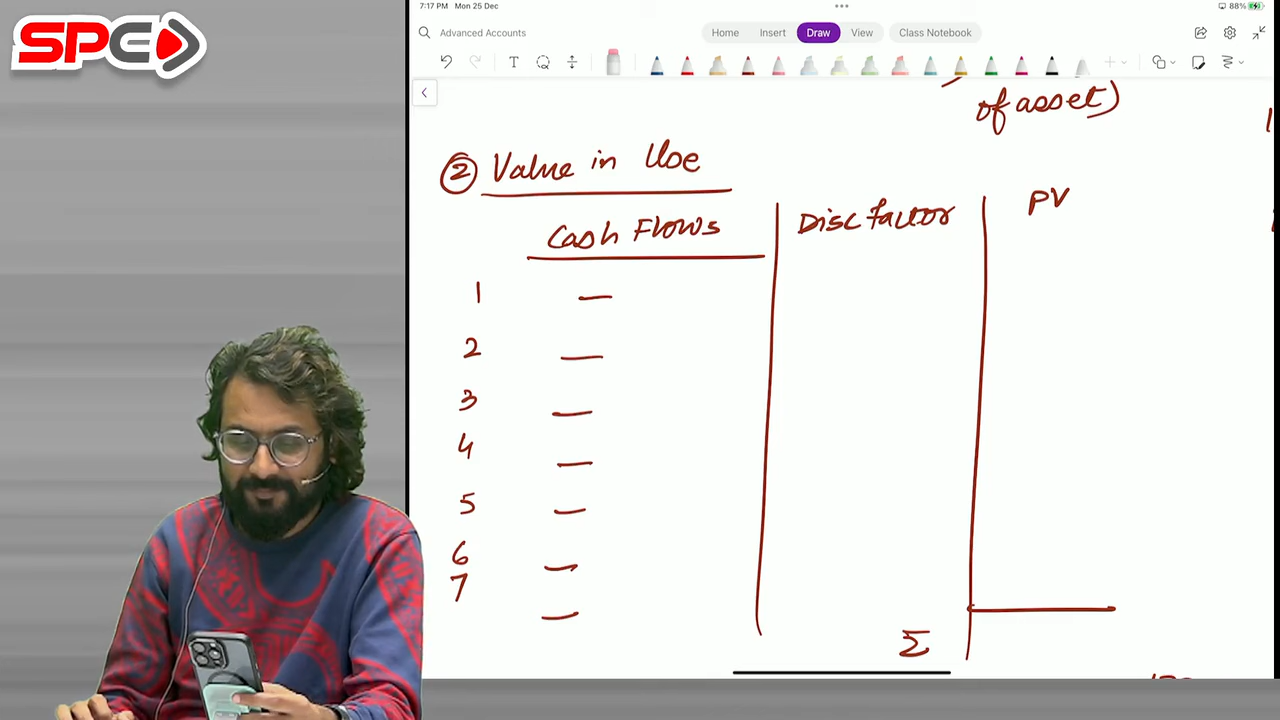 SPC
7:17 PM Mon 25 Dec
88%
Advanced Accounts
Home Insert Draw View Class Notebook
of asset)
② Value in Use
Cash Flows Disc Factor PV
1 —
2 —
3 —
4 —
5 —
6 —
7 —
Σ